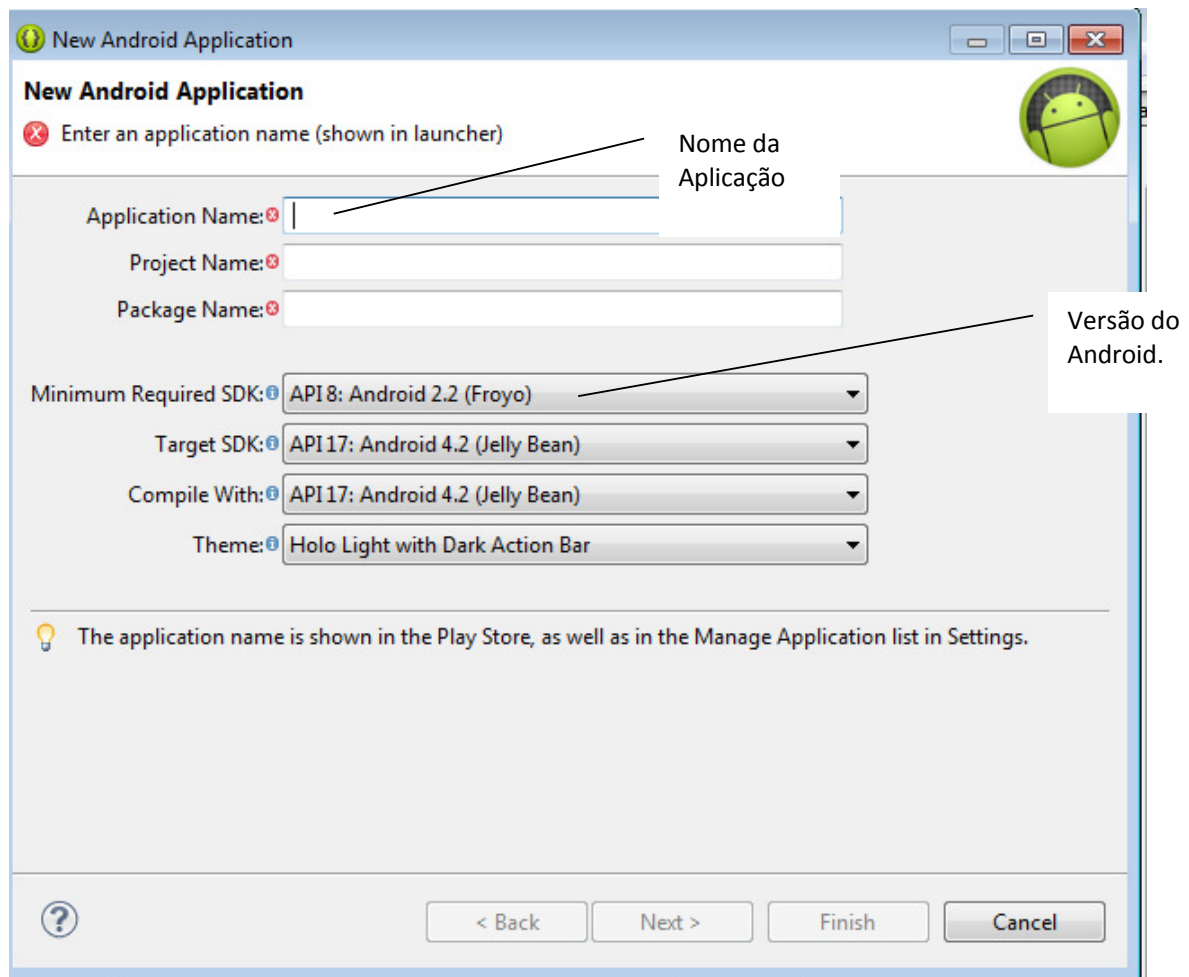 New Android Application
New Android Application
Enter an application name (shown in launcher)
Nome da
Aplicação
Application Name:
Project Name:
Package Name:
Versão do
Android.
Minimum Required SDK: API 8: Android 2.2 (Froyo)
Target SDK: API 17: Android 4.2 (Jelly Bean)
Compile With: API 17: Android 4.2 (Jelly Bean)
Theme: Holo Light with Dark Action Bar
The application name is shown in the Play Store, as well as in the Manage Application list in Settings.
< Back Next > Finish Cancel